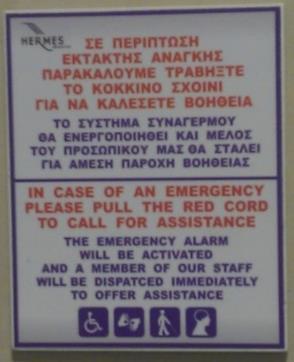 HERMES
ΣΕ ΠΕΡΙΠΤΩΣΗ
ΕΚΤΑΚΤΗΣ ΑΝΑΓΚΗΣ
ΠΑΡΑΚΑΛΟΥΜΕ ΤΡΑΒΗΞΤΕ
ΤΟ ΚΟΚΚΙΝΟ ΣΧΟΙΝΙ
ΓΙΑ ΝΑ ΚΑΛΕΣΕΤΕ ΒΟΗΘΕΙΑ
ΤΟ ΣΥΣΤΗΜΑ ΣΥΝΑΓΕΡΜΟΥ
ΘΑ ΕΝΕΡΓΟΠΟΙΗΘΕΙ ΚΑΙ ΜΕΛΟΣ
ΤΟΥ ΠΡΟΣΩΠΙΚΟΥ ΜΑΣ ΘΑ ΣΤΑΛΕΙ
ΓΙΑ ΑΜΕΣΗ ΠΑΡΟΧΗ ΒΟΗΘΕΙΑΣ
IN CASE OF AN EMERGENCY
PLEASE PULL THE RED CORD
TO CALL FOR ASSISTANCE
THE EMERGENCY ALARM
WILL BE ACTIVATED
AND A MEMBER OF OUR STAFF
WILL BE DISPATCED IMMEDIATELY
TO OFFER ASSISTANCE